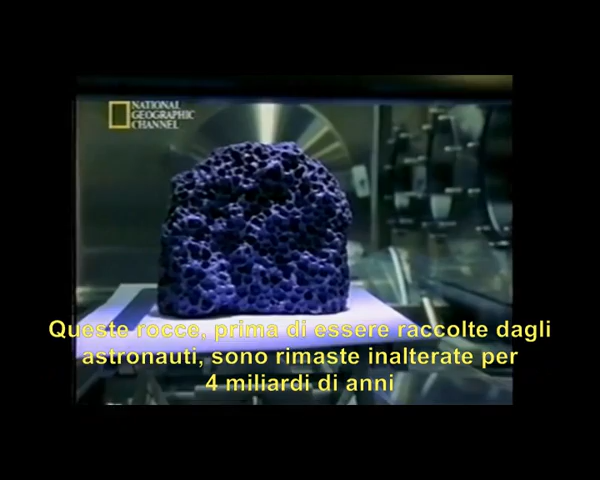 NATIONAL
GEOGRAPHIC
CHANNEL
Queste rocce, prima di essere raccolte dagli
astronauti, sono rimaste inalterate per
4 miliardi di anni